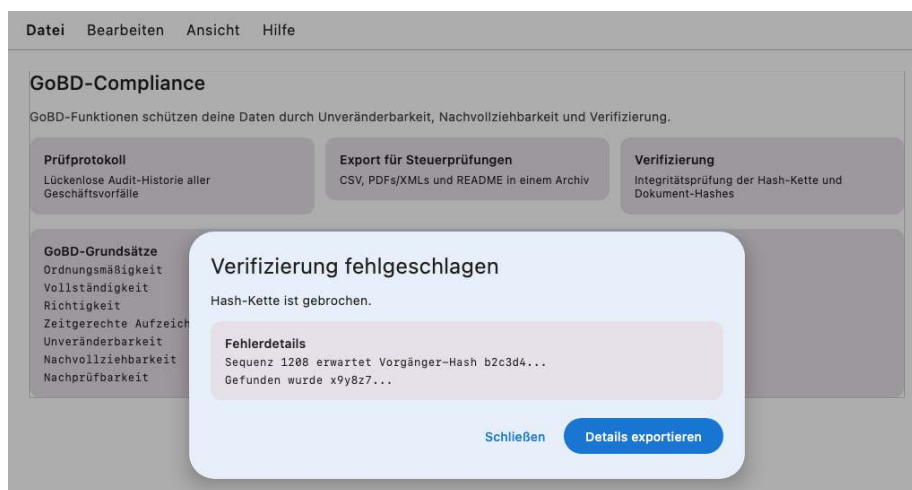 Datei Bearbeiten Ansicht Hilfe
GoBD-Compliance
GoBD-Funktionen schützen deine Daten durch Unveränderbarkeit, Nachvollziehbarkeit und Verifizierung.
Prüfprotokoll
Lückenlose Audit-Historie aller
Geschäftsvorfälle
Export für Steuerprüfungen
CSV, PDFs/XMLs und README in einem Archiv
Verifizierung
Integritätsprüfung der Hash-Kette und
Dokument-Hashes
GoBD-Grundsätze
Ordnungsmäßigkeit
Vollständigkeit
Richtigkeit
Zeitgerechte Aufzeich
Unveränderbarkeit
Nachvollziehbarkeit
Nachprüfbarkeit
Verifizierung fehlgeschlagen
Hash-Kette ist gebrochen.
Fehlerdetails
Sequenz 1208 erwartet Vorgänger-Hash b2c3d4...
Gefunden wurde x9y8z7...
Schließen Details exportieren